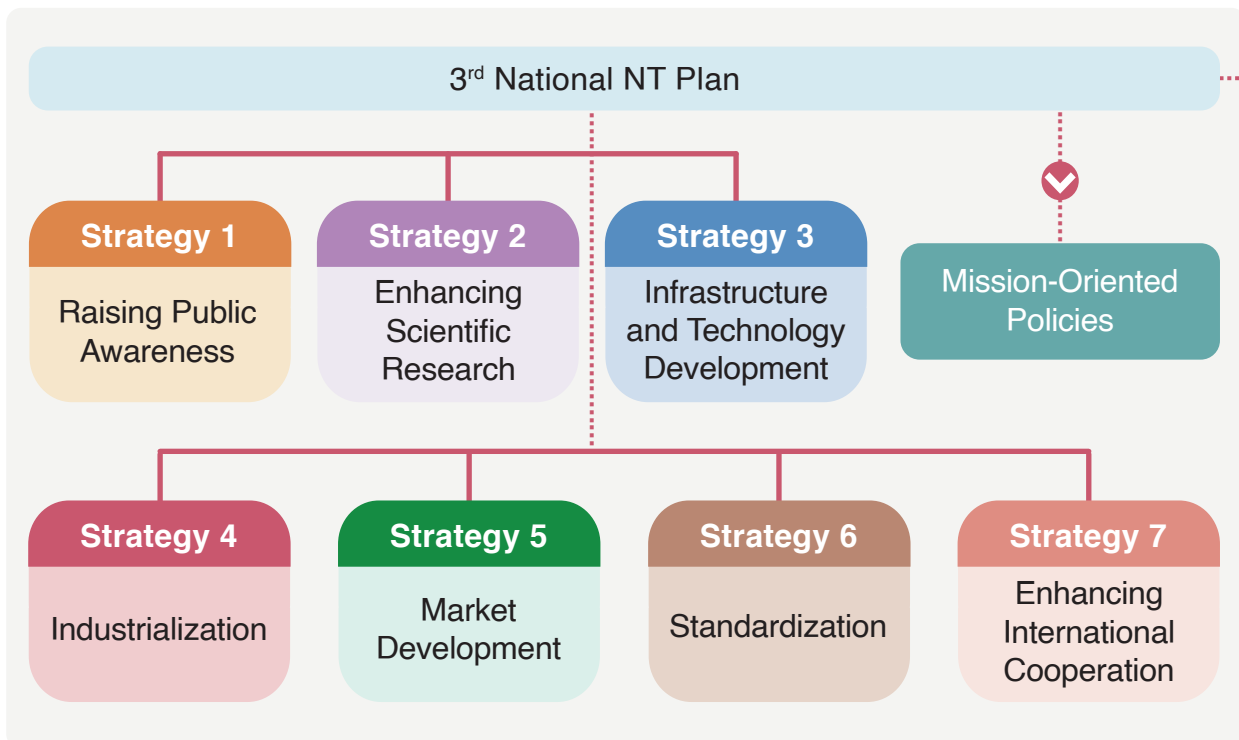 3rd National NT Plan
Strategy 1
Raising Public
Awareness
Strategy 2
Enhancing
Scientific
Research
Strategy 3
Infrastructure
and Technology
Development
Mission-Oriented
Policies
Strategy 4
Industrialization
Strategy 5
Market
Development
Strategy 6
Standardization
Strategy 7
Enhancing
International
Cooperation